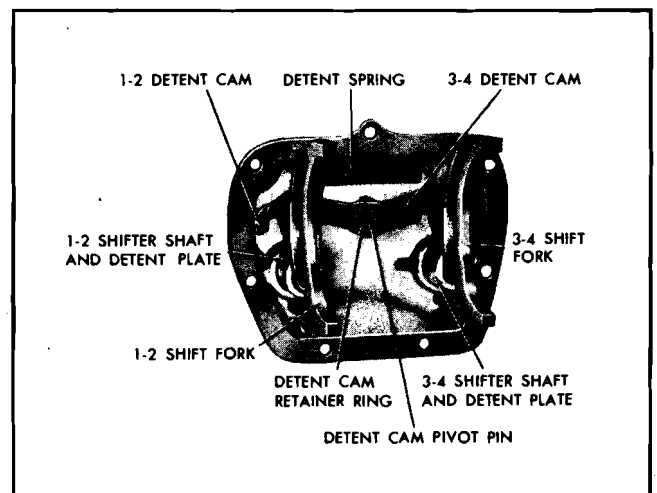 1-2 DETENT CAM
DETENT SPRING
3-4 DETENT CAM
1-2 SHIFTER SHAFT
AND DETENT PLATE
3-4 SHIFT
FORK
1-2 SHIFT FORK
DETENT CAM
RETAINER RING
3-4 SHIFTER SHAFT
AND DETENT PLATE
DETENT CAM PIVOT PIN